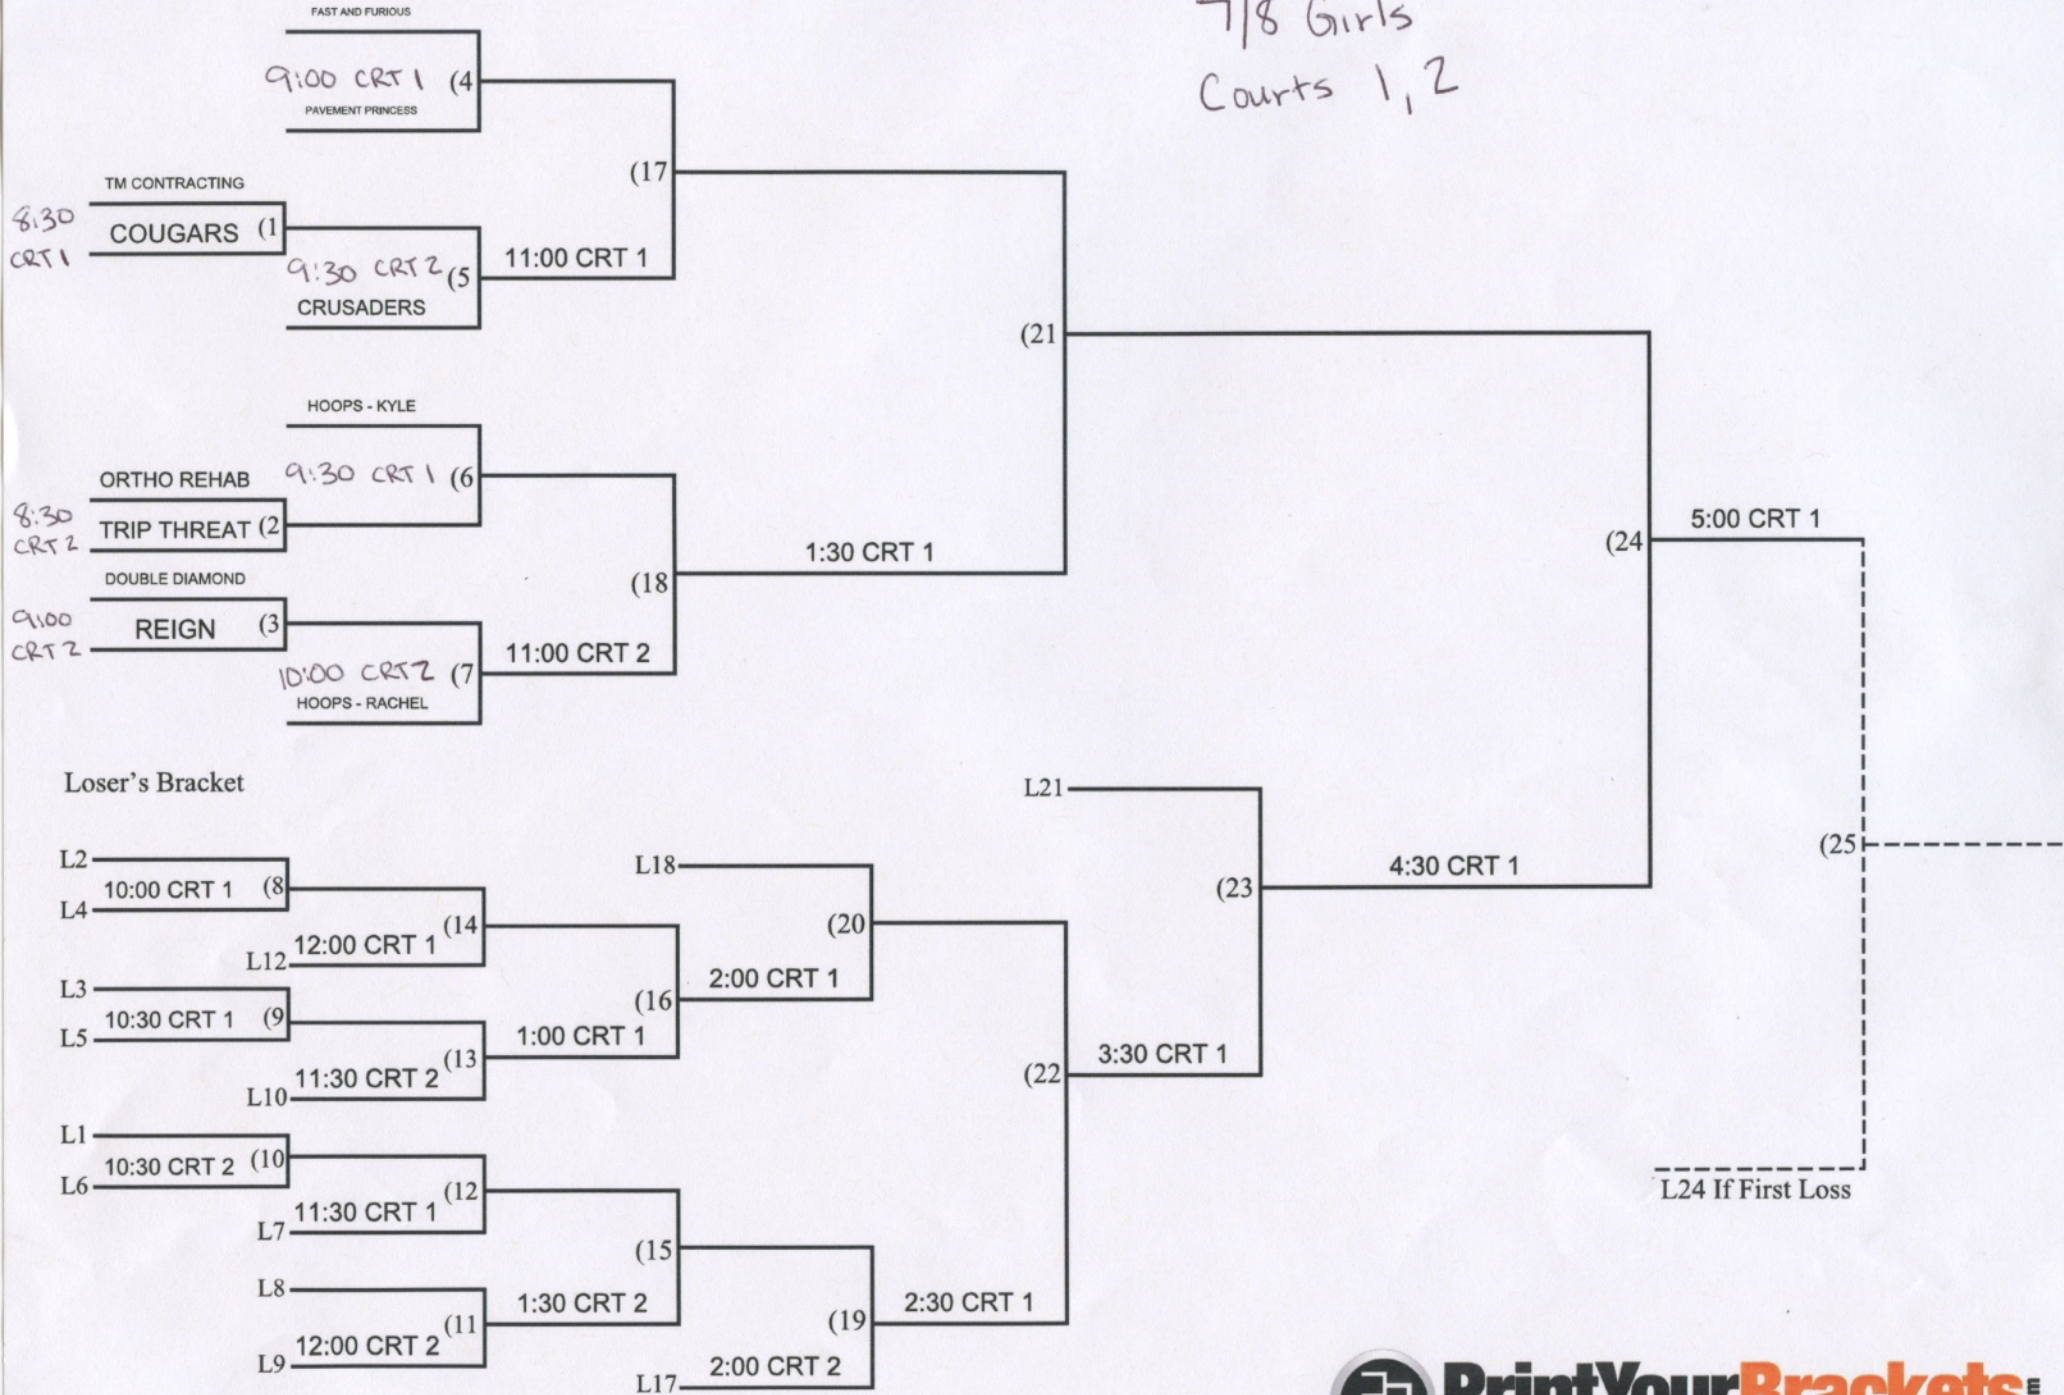 FAST AND FURIOUS
7/8 Girls
9:00 CRT 1 (4
PAVEMENT PRINCESS
Courts 1, 2
(17
TM CONTRACTING
8:30
COUGARS (1
CRT 1
9:30 CRT 2 (5
11:00 CRT 1
CRUSADERS
(21
HOOPS - KYLE
ORTHO REHAB
9:30 CRT 1 (6
8:30
TRIP THREAT (2
CRT 2
5:00 CRT 1
(24
1:30 CRT 1
DOUBLE DIAMOND
(18
9:00
REIGN (3
CRT 2
11:00 CRT 2
10:00 CRT 2 (7
HOOPS - RACHEL
Loser's Bracket
L21
L2
L18
10:00 CRT 1 (8
4:30 CRT 1
(23
(25
L4
(14
(20
12:00 CRT 1
L12
L3
2:00 CRT 1
(16
10:30 CRT 1 (9
L5
1:00 CRT 1
(13
3:30 CRT 1
(22
11:30 CRT 2
L10
L1
10:30 CRT 2 (10
L6
(12
L24 If First Loss
11:30 CRT 1
L7
(15
L8
1:30 CRT 2
2:30 CRT 1
(11
(19
12:00 CRT 2
L9
2:00 CRT 2
L17
PrintYourBrackets